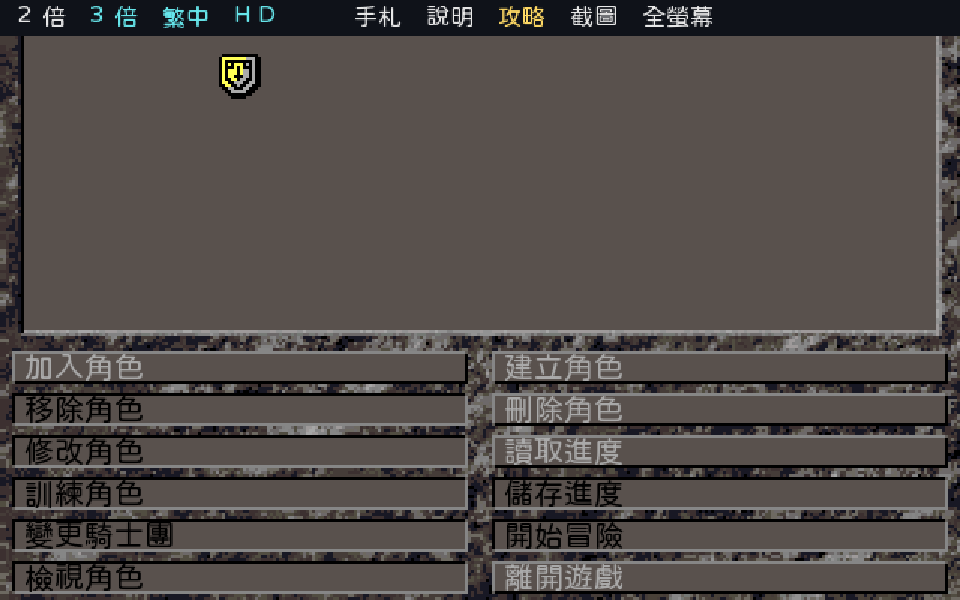 2 倍 3 倍 繁中 HD 手札 說明 攻略 截圖 全螢幕
加入角色 建立角色
移除角色 刪除角色
修改角色 讀取進度
訓練角色 儲存進度
變更騎士團 開始冒險
檢視角色 離開遊戲